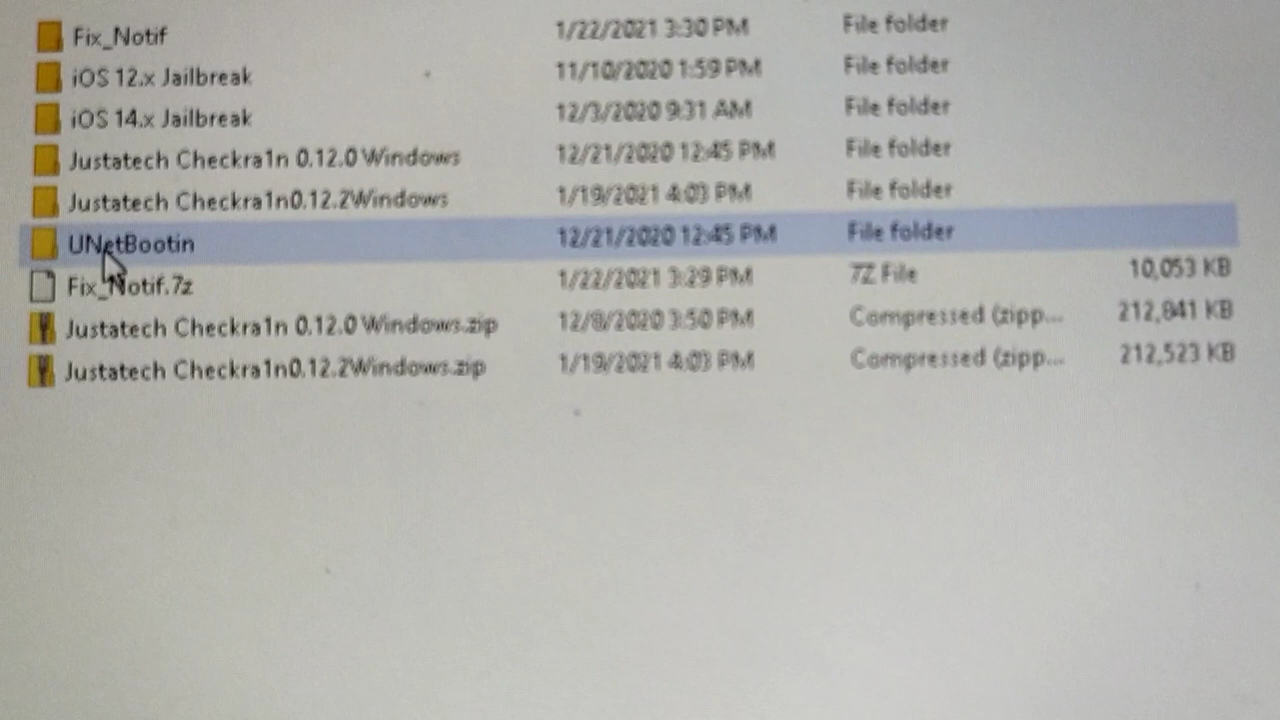 Fix_Notif 1/22/2021 3:30 PM File folder
iOS 12.x Jailbreak 11/10/2020 1:59 PM File folder
iOS 14.x Jailbreak 12/3/2020 9:31 AM File folder
Justatech Checkra1n 0.12.0 Windows 12/21/2020 12:45 PM File folder
Justatech Checkra1n0.12.2Windows 1/19/2021 4:03 PM File folder
UNetBootin 12/21/2020 12:45 PM File folder
Fix_Notif.7z 1/22/2021 3:29 PM 7Z File 10,053 KB
Justatech Checkra1n 0.12.0 Windows.zip 12/8/2020 3:50 PM Compressed (zipp... 212,841 KB
Justatech Checkra1n0.12.2Windows.zip 1/19/2021 4:03 PM Compressed (zipp... 212,523 KB